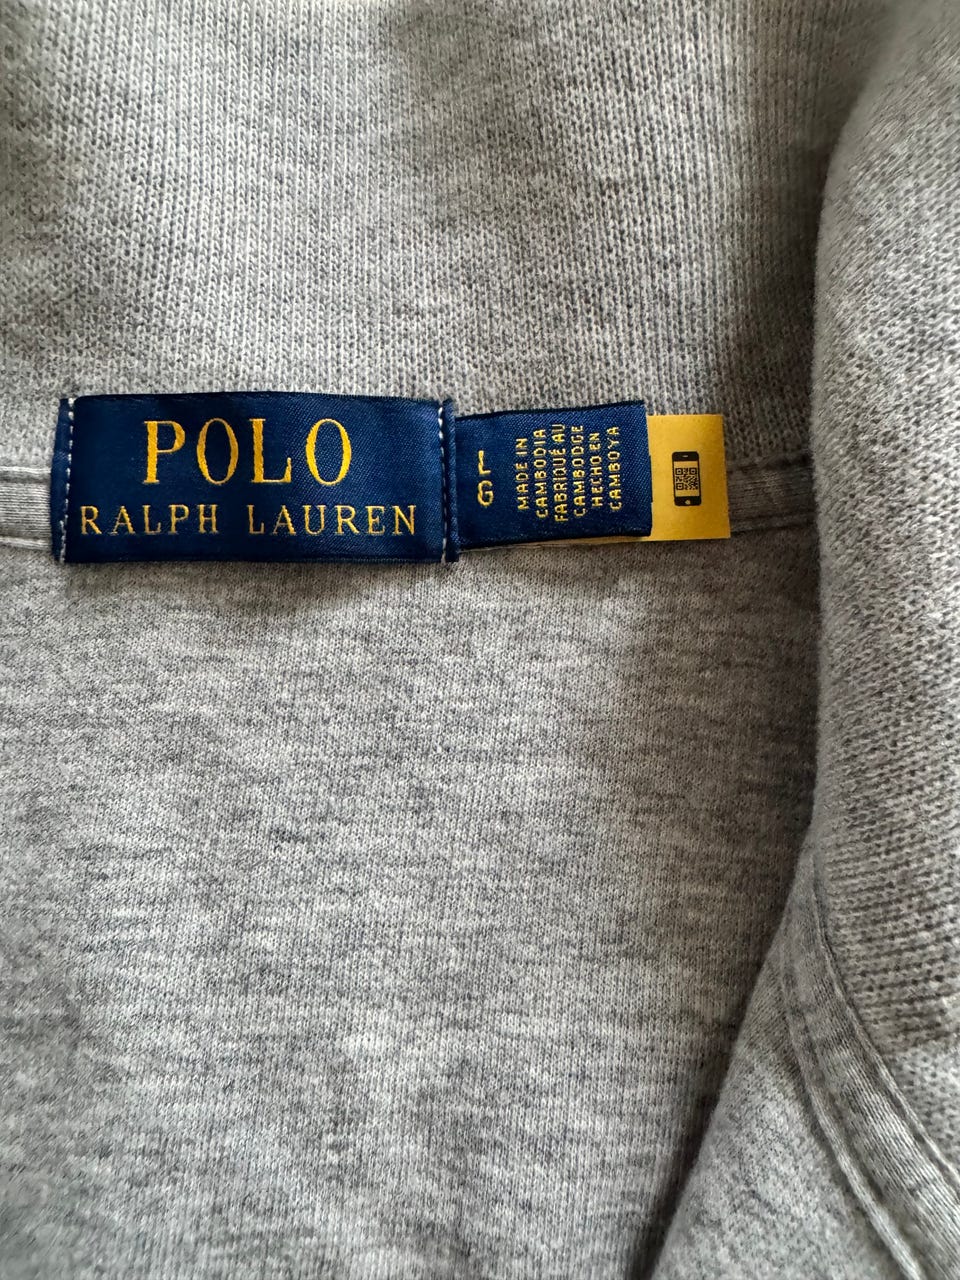 POLO
RALPH LAUREN
L
G
MADE IN
CAMBODIA
FABRIQUÉ AU
CAMBODGE
HECHO EN
CAMBOYA